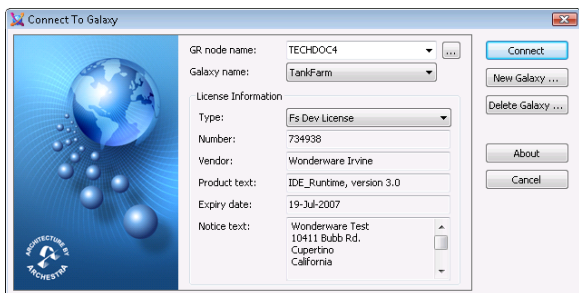 Connect To Galaxy
GR node name: TECHDOC4 ...
Galaxy name: TankFarm
License Information
Type: Fs Dev License
Number: 734938
Vendor: Wonderware Irvine
Product text: IDE_Runtime, version 3.0
Expiry date: 19-Jul-2007
Notice text: Wonderware Test
10411 Bubb Rd.
Cupertino
California
Connect
New Galaxy ...
Delete Galaxy ...
About
Cancel
ARCHITECTURE BY
ARCHESTRA